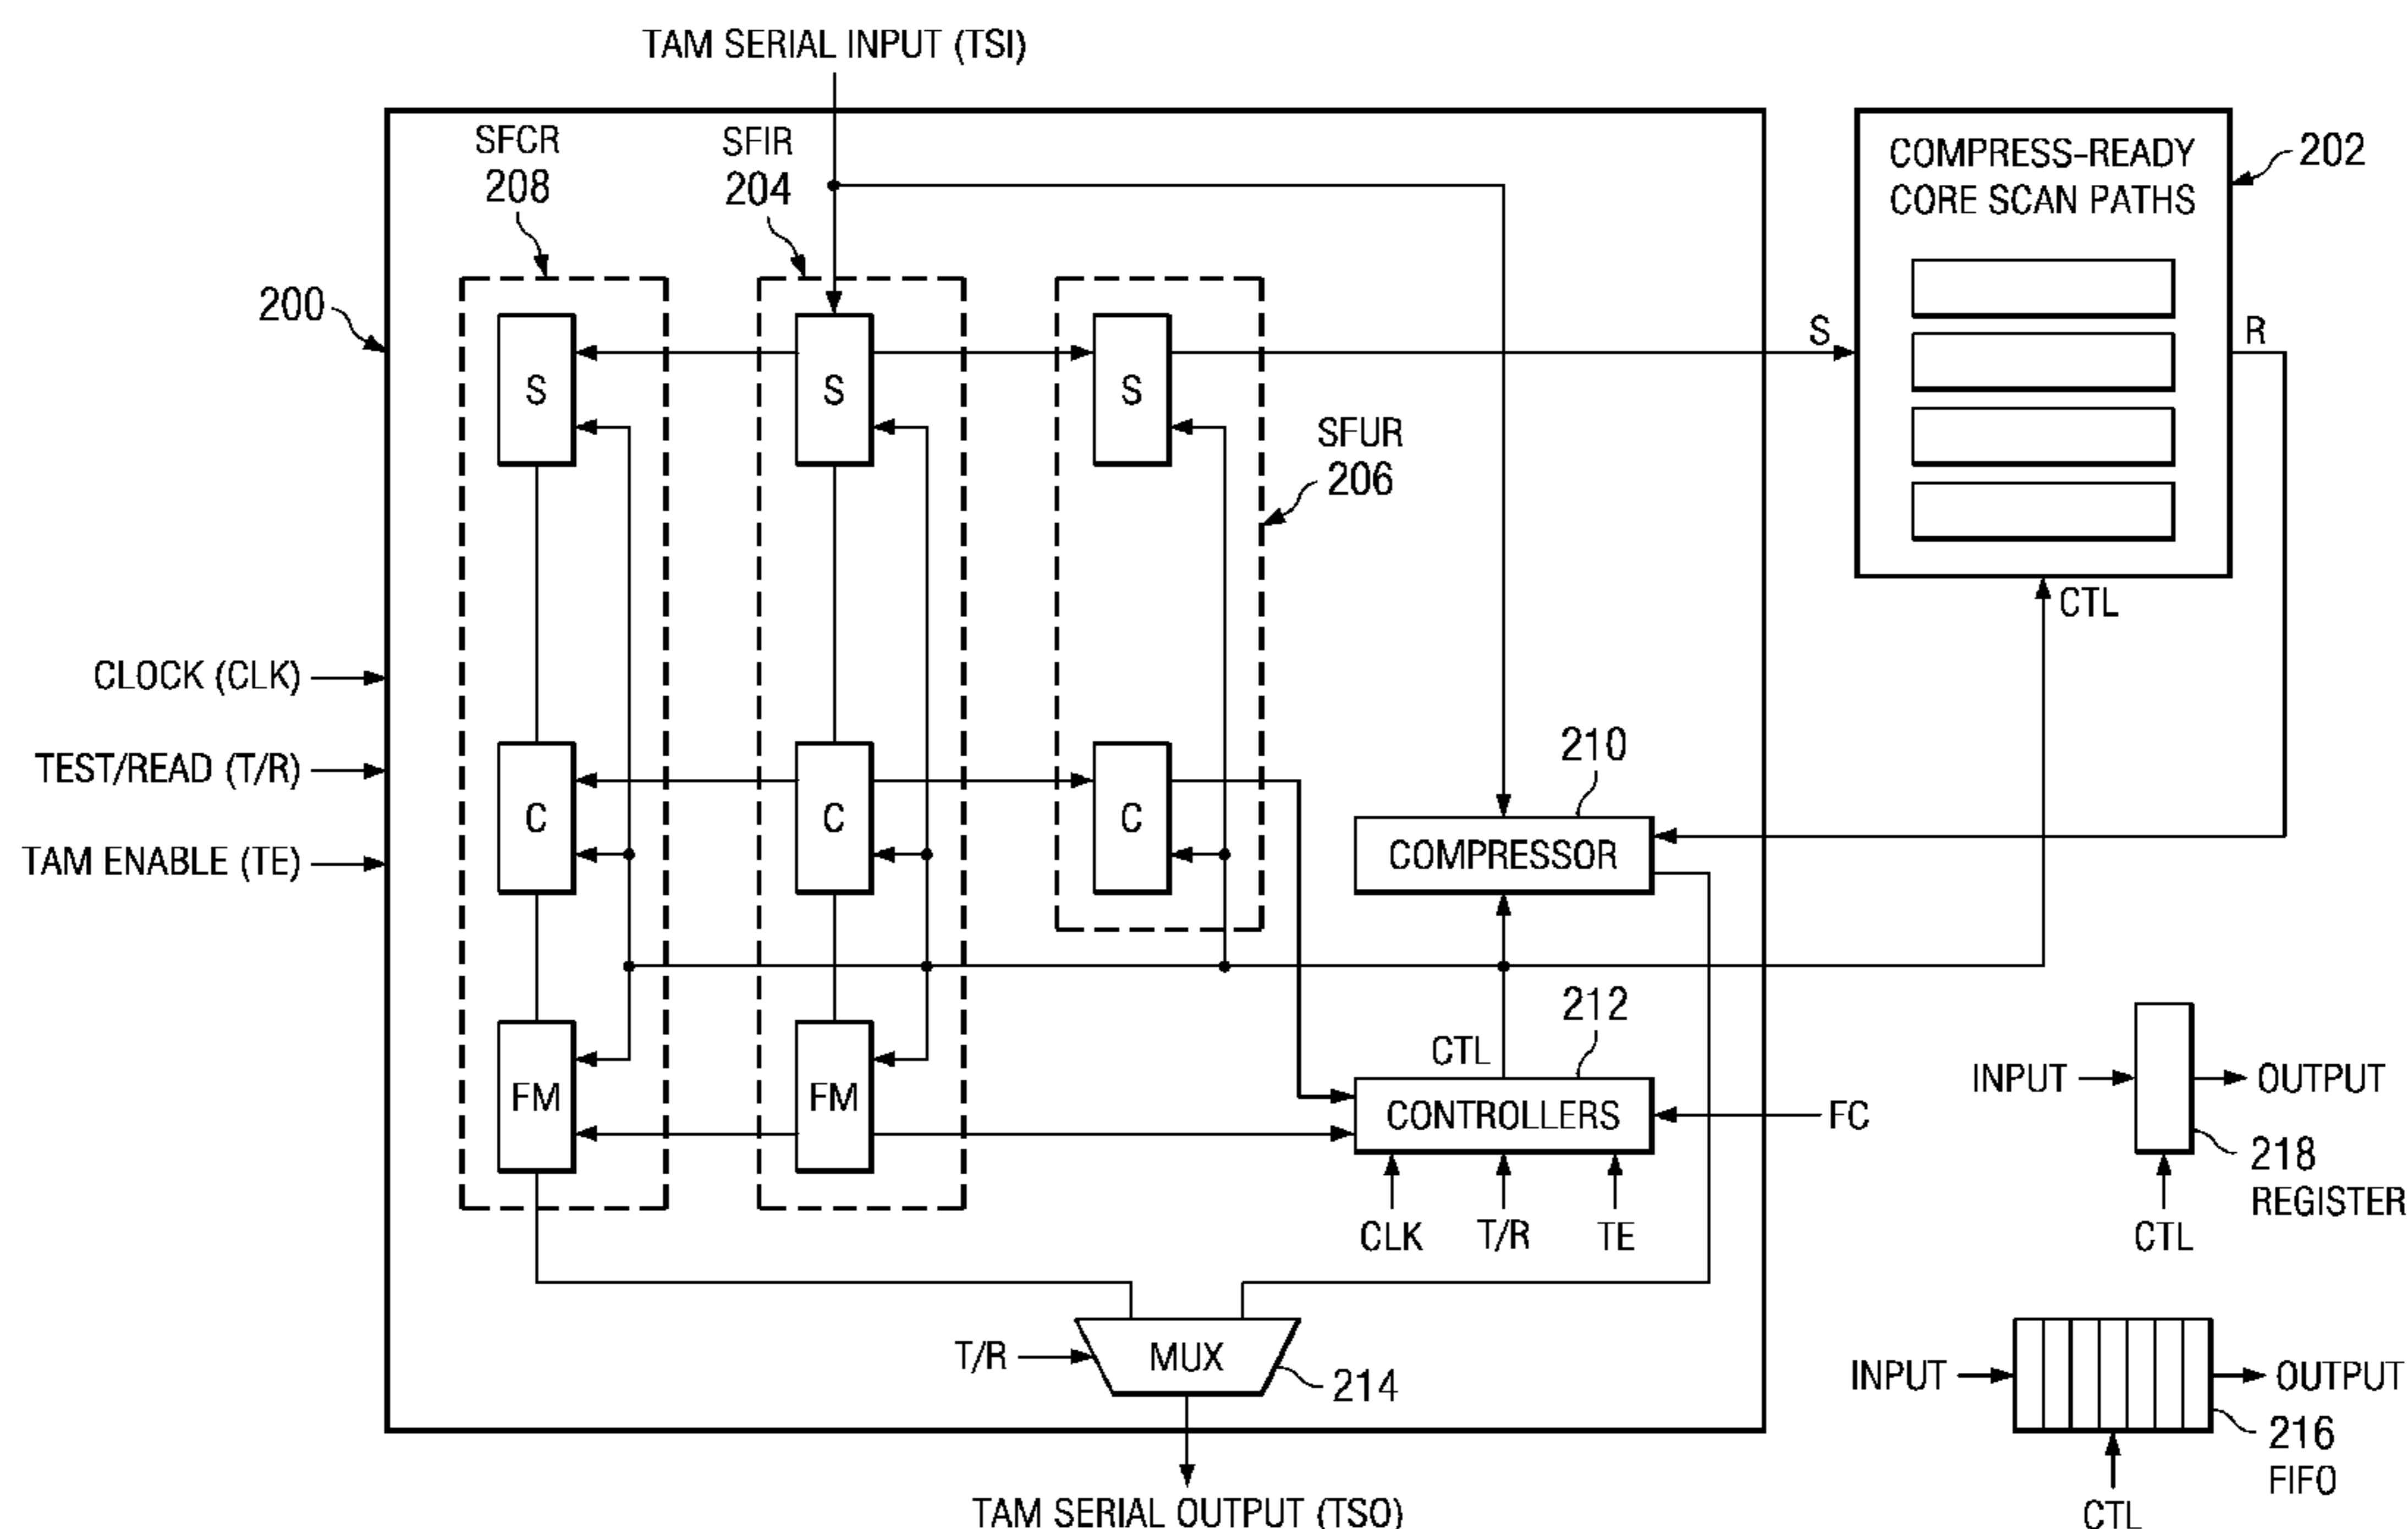 TAM SERIAL INPUT (TSI)
SFCR
208
SFIR
204
COMPRESS-READY
CORE SCAN PATHS
202
200
S
S
S
S
R
SFUR
206
CTL
CLOCK (CLK)
TEST/READ (T/R)
TAM ENABLE (TE)
C
C
C
210
COMPRESSOR
212
CTL
FM
FM
CONTROLLERS
FC
CLK
T/R
TE
INPUT
OUTPUT
218
REGISTER
CTL
T/R
MUX
214
INPUT
OUTPUT
216
FIFO
CTL
TAM SERIAL OUTPUT (TSO)